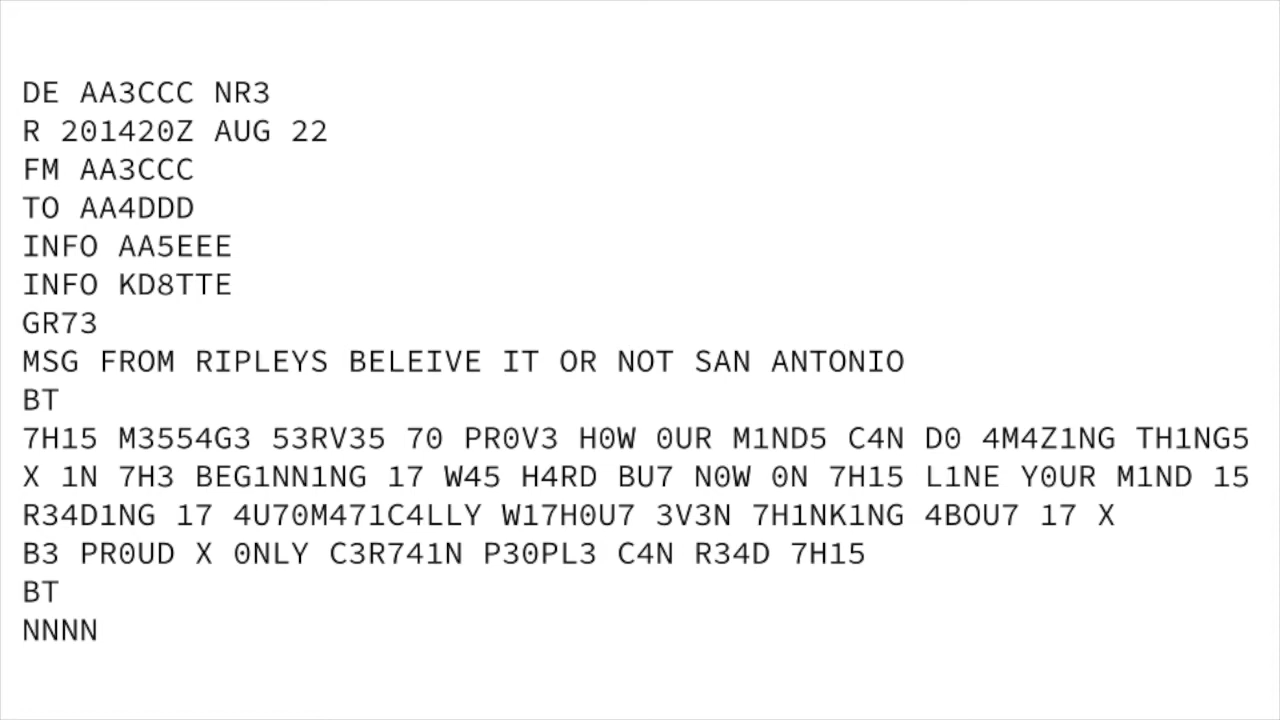 DE AA3CCC NR3
R 201420Z AUG 22
FM AA3CCC
TO AA4DDD
INFO AA5EEE
INFO KD8TTE
GR73
MSG FROM RIPLEYS BELEIVE IT OR NOT SAN ANTONIO
BT
7H15 M3554G3 53RV35 70 PR0V3 H0W 0UR M1ND5 C4N D0 4M4Z1NG TH1NG5
X 1N 7H3 BEG1NN1NG 17 W45 H4RD BU7 N0W 0N 7H15 L1NE Y0UR M1ND 15
R34D1NG 17 4U70M471C4LLY W17H0U7 3V3N 7H1NK1NG 4BOU7 17 X
B3 PR0UD X 0NLY C3R741N P30PL3 C4N R34D 7H15
BT
NNNN